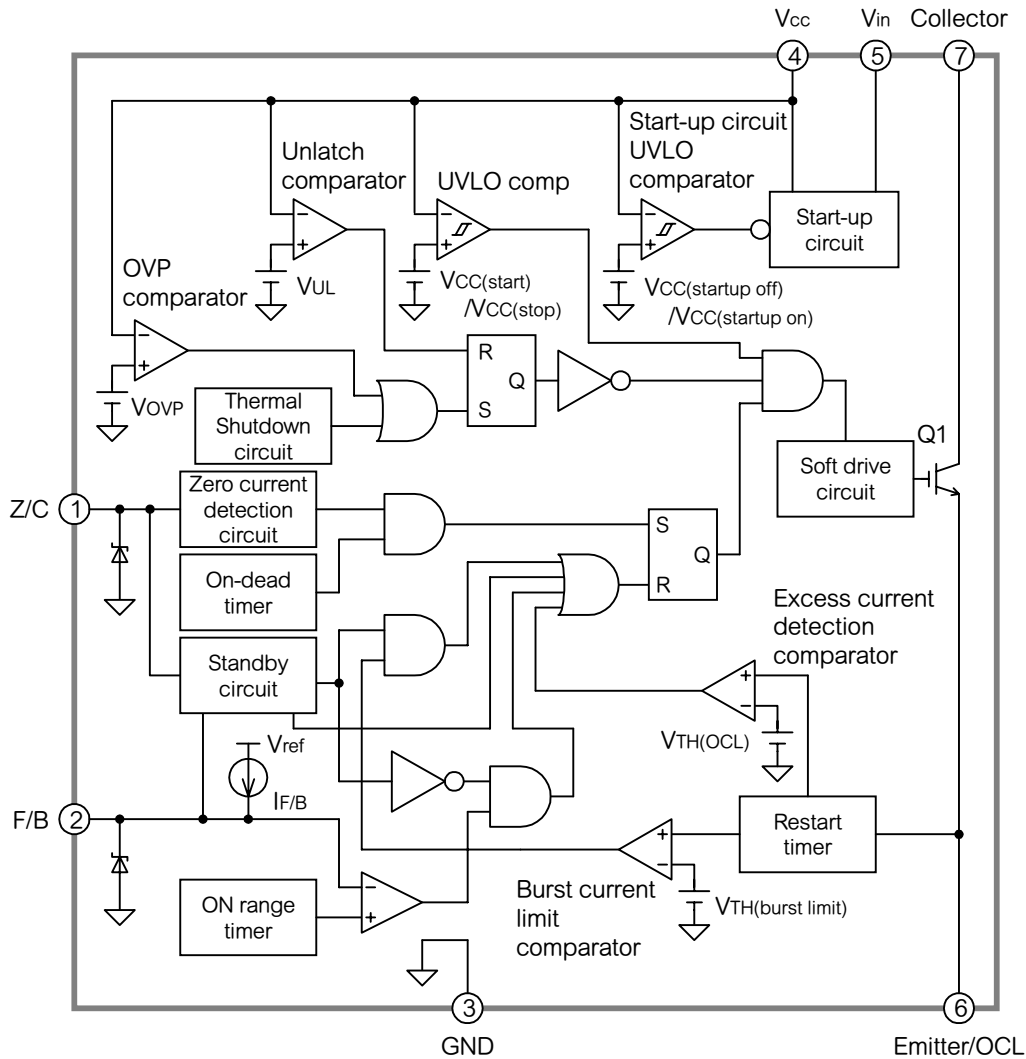 Vcc Vin Collector
4 5 7
Start-up circuit
UVLO
comparator
Unlatch
comparator
UVLO comp
Start-up
circuit
OVP
comparator
VUL
VCC(start)
/VCC(stop)
VCC(startup off)
/VCC(startup on)
VOVP
R
Q
S
Thermal
Shutdown
circuit
Soft drive
circuit
Q1
Z/C 1
Zero current
detection
circuit
On-dead
timer
S
Q
R
Standby
circuit
Excess current
detection
comparator
VTH(OCL)
Vref
IF/B
F/B 2
Restart
timer
ON range
timer
Burst current
limit
comparator
VTH(burst limit)
3
GND
6
Emitter/OCL
+
−
+
−
+
−
+
−
+
−
+
−
+
−